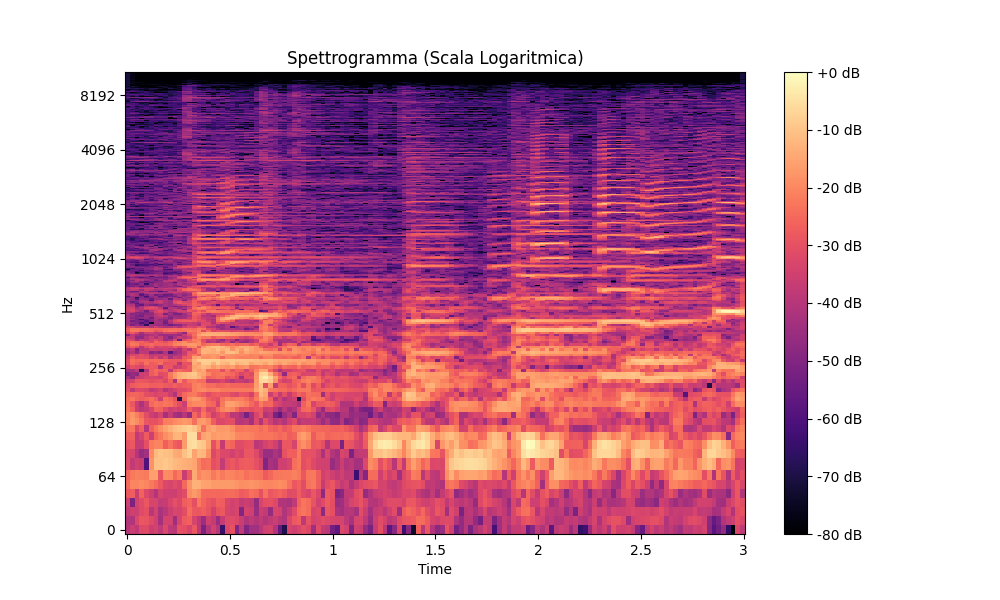 Spettrogramma (Scala Logaritmica)
8192
4096
2048
1024
512
256
128
64
0
Hz
0
0.5
1
1.5
2
2.5
3
Time
+0 dB
-10 dB
-20 dB
-30 dB
-40 dB
-50 dB
-60 dB
-70 dB
-80 dB